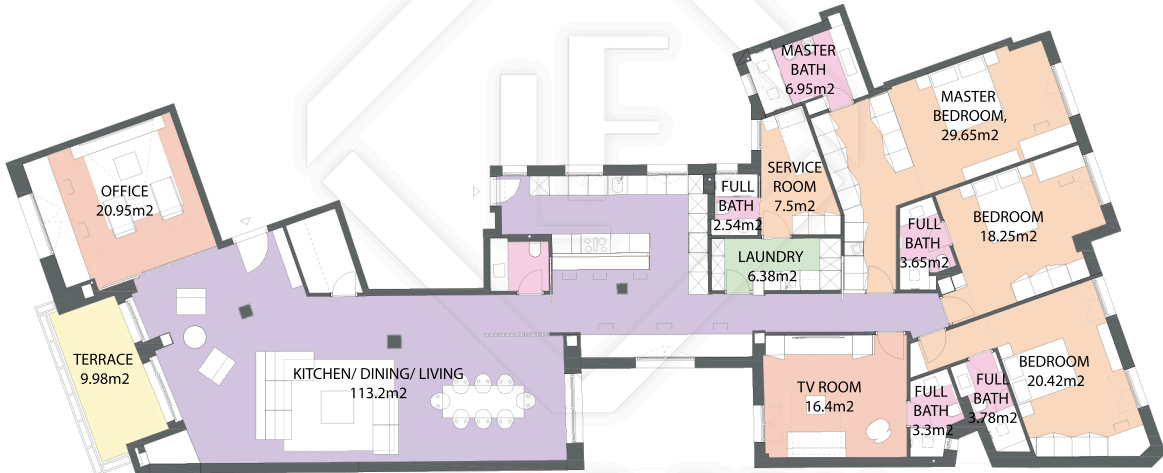 MASTER
BATH
6.95m2
MASTER
BEDROOM,
29.65m2
OFFICE
20.95m2
SERVICE
ROOM
7.5m2
FULL
BATH
2.54m2
BEDROOM
18.25m2
FULL
BATH
3.65m2
LAUNDRY
6.38m2
TERRACE
9.98m2
KITCHEN/ DINING/ LIVING
113.2m2
TV ROOM
16.4m2
BEDROOM
20.42m2
FULL
BATH
3.3m2
FULL
BATH
3.78m2